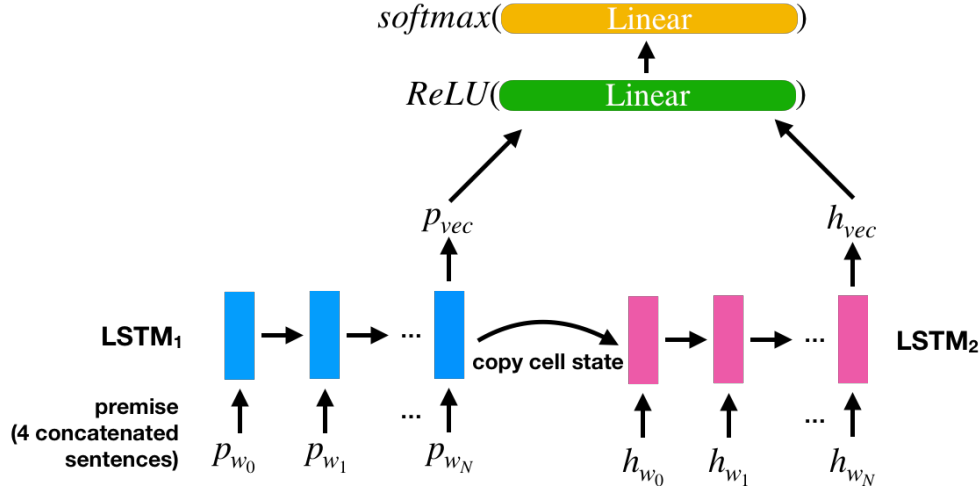 softmax(Linear)
ReLU(Linear)
p_vec
h_vec
LSTM₁
...
copy cell state
...
LSTM₂
premise
(4 concatenated
sentences)
...
...
p_w₀
p_w₁
p_w_N
h_w₀
h_w₁
h_w_N